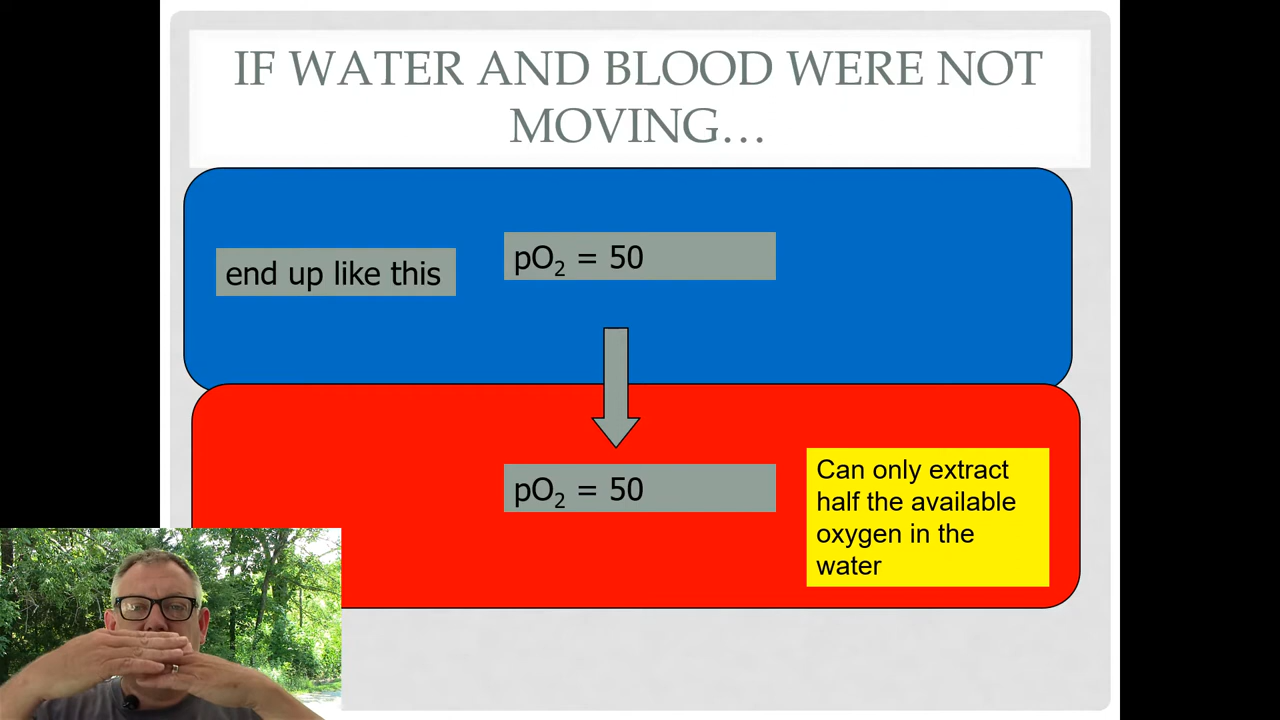 IF WATER AND BLOOD WERE NOT
MOVING…
end up like this
pO₂ = 50
pO₂ = 50
Can only extract
half the available
oxygen in the
water